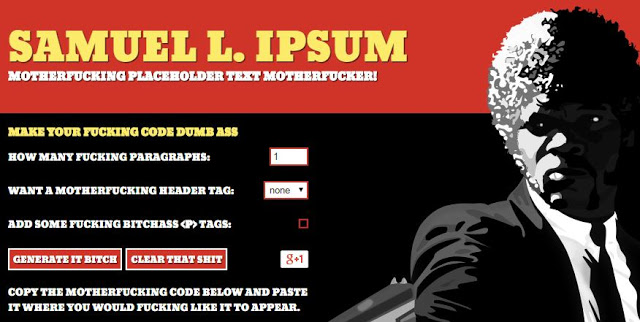 SAMUEL L. IPSUM
MOTHERFUCKING PLACEHOLDER TEXT MOTHERFUCKER!
MAKE YOUR FUCKING CODE DUMB ASS
HOW MANY FUCKING PARAGRAPHS:
1
WANT A MOTHERFUCKING HEADER TAG:
none
ADD SOME FUCKING BITCHASS <P> TAGS:
GENERATE IT BITCH
CLEAR THAT SHIT
g+1
COPY THE MOTHERFUCKING CODE BELOW AND PASTE
IT WHERE YOU WOULD FUCKING LIKE IT TO APPEAR.